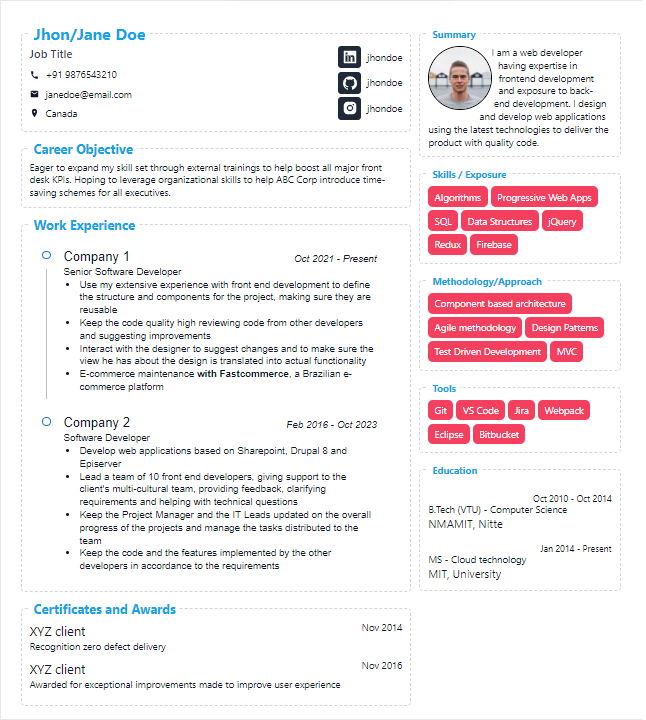 Jhon/Jane Doe
Job Title
+91 9876543210
janedoe@email.com
Canada
jhondoe
jhondoe
jhondoe
Career Objective
Eager to expand my skill set through external trainings to help boost all major front
desk KPIs. Hoping to leverage organizational skills to help ABC Corp introduce time-
saving schemes for all executives.
Work Experience
Company 1
Oct 2021 - Present
Senior Software Developer
• Use my extensive experience with front end development to define
the structure and components for the project, making sure they are
reusable
• Keep the code quality high reviewing code from other developers
and suggesting improvements
• Interact with the designer to suggest changes and to make sure the
view he has about the design is translated into actual functionality
• E-commerce maintenance with Fastcommerce, a Brazilian e-
commerce platform
Company 2
Feb 2016 - Oct 2023
Software Developer
• Develop web applications based on Sharepoint, Drupal 8 and
Episerver
• Lead a team of 10 front end developers, giving support to the
client's multi-cultural team, providing feedback, clarifying
requirements and helping with technical questions
• Keep the Project Manager and the IT Leads updated on the overall
progress of the projects and manage the tasks distributed to the
team
• Keep the code and the features implemented by the other
developers in accordance to the requirements
Certificates and Awards
XYZ client
Nov 2014
Recognition zero defect delivery
XYZ client
Nov 2016
Awarded for exceptional improvements made to improve user experience
Summary
I am a web developer
having expertise in
frontend development
and exposure to back-
end development. I design
and develop web applications
using the latest technologies to deliver the
product with quality code.
Skills / Exposure
Algorithms
Progressive Web Apps
SQL
Data Structures
jQuery
Redux
Firebase
Methodology/Approach
Component based architecture
Agile methodology
Design Patterns
Test Driven Development
MVC
Tools
Git
VS Code
Jira
Webpack
Eclipse
Bitbucket
Education
Oct 2010 - Oct 2014
B.Tech (VTU) - Computer Science
NMAMIT, Nitte
Jan 2014 - Present
MS - Cloud technology
MIT, University